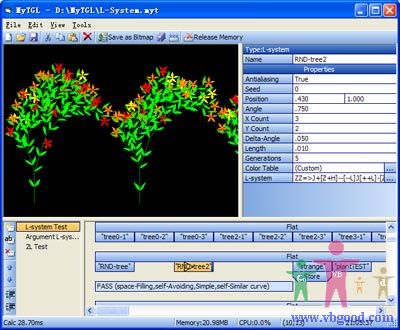 MyTGL - D:\MyTGL\L-System.myt
File Edit View Tools
Save as Bitmap Release Memory
Type:L-system
Name RND-tree2
Properties
Antialiasing True
Seed 0
Position .430 1.000
Angle .750
X Count 3
Y Count 2
Delta-Angle .050
Length .010
Generations 5
Color Table (Custom) ...
L-system ...
L-System Test
Argument L-sys...
2L Test
Flat
"tree0-1" "tree0-2" "tree0-3" "tree2-1" "tree2-2" "tree2-3" "tree3-1"
Flat
"RND-tree" "RND-tree2" "strange" "plantTEST"
Store
FASS (space-Filling,self-Avoiding,Simple,self-Similar curve)
Flat
Calc 28.70ms Memory:20.98MB CPU:0.0% (10,13)
www.vbgood.com